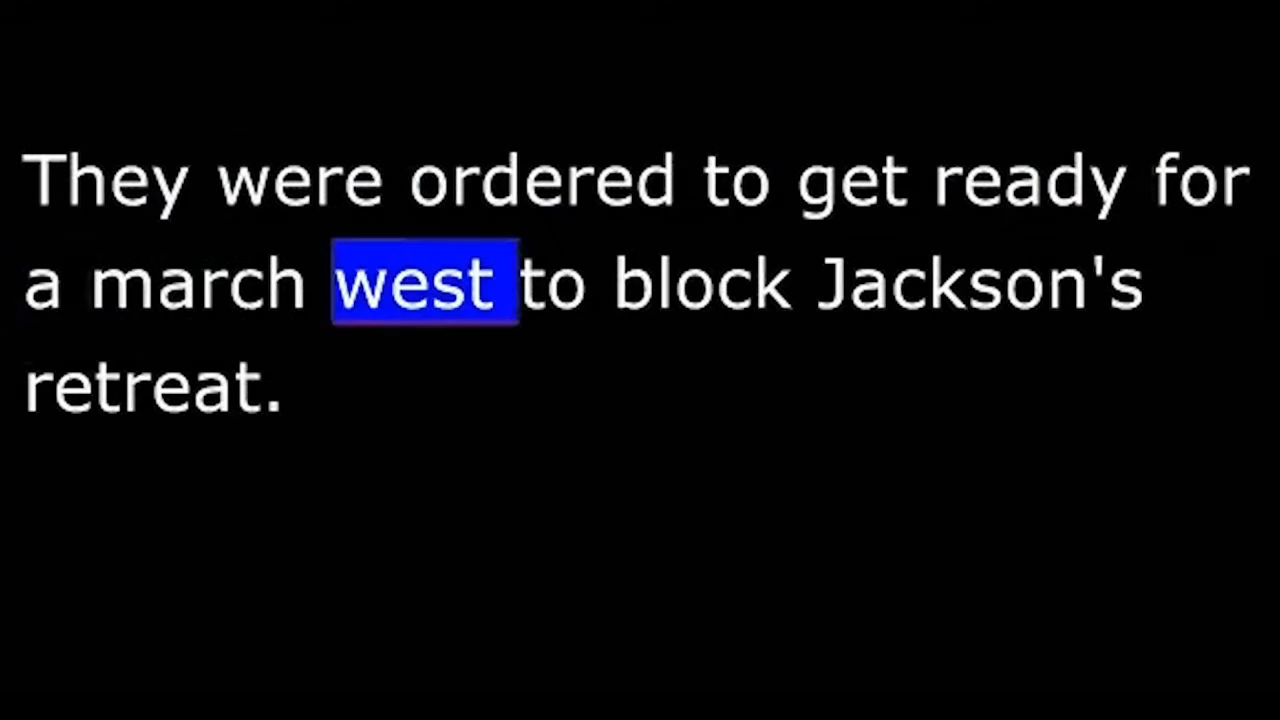 They were ordered to get ready for
a march west to block Jackson's
retreat.